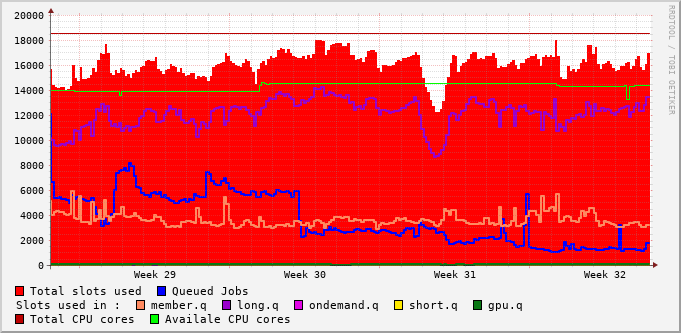 20000
18000
16000
14000
12000
10000
8000
6000
4000
2000
0
Week 29 Week 30 Week 31 Week 32
RRDTOOL / TOBI OETIKER
Total slots used Queued Jobs
Slots used in : member.q long.q ondemand.q short.q gpu.q
Total CPU cores Availale CPU cores